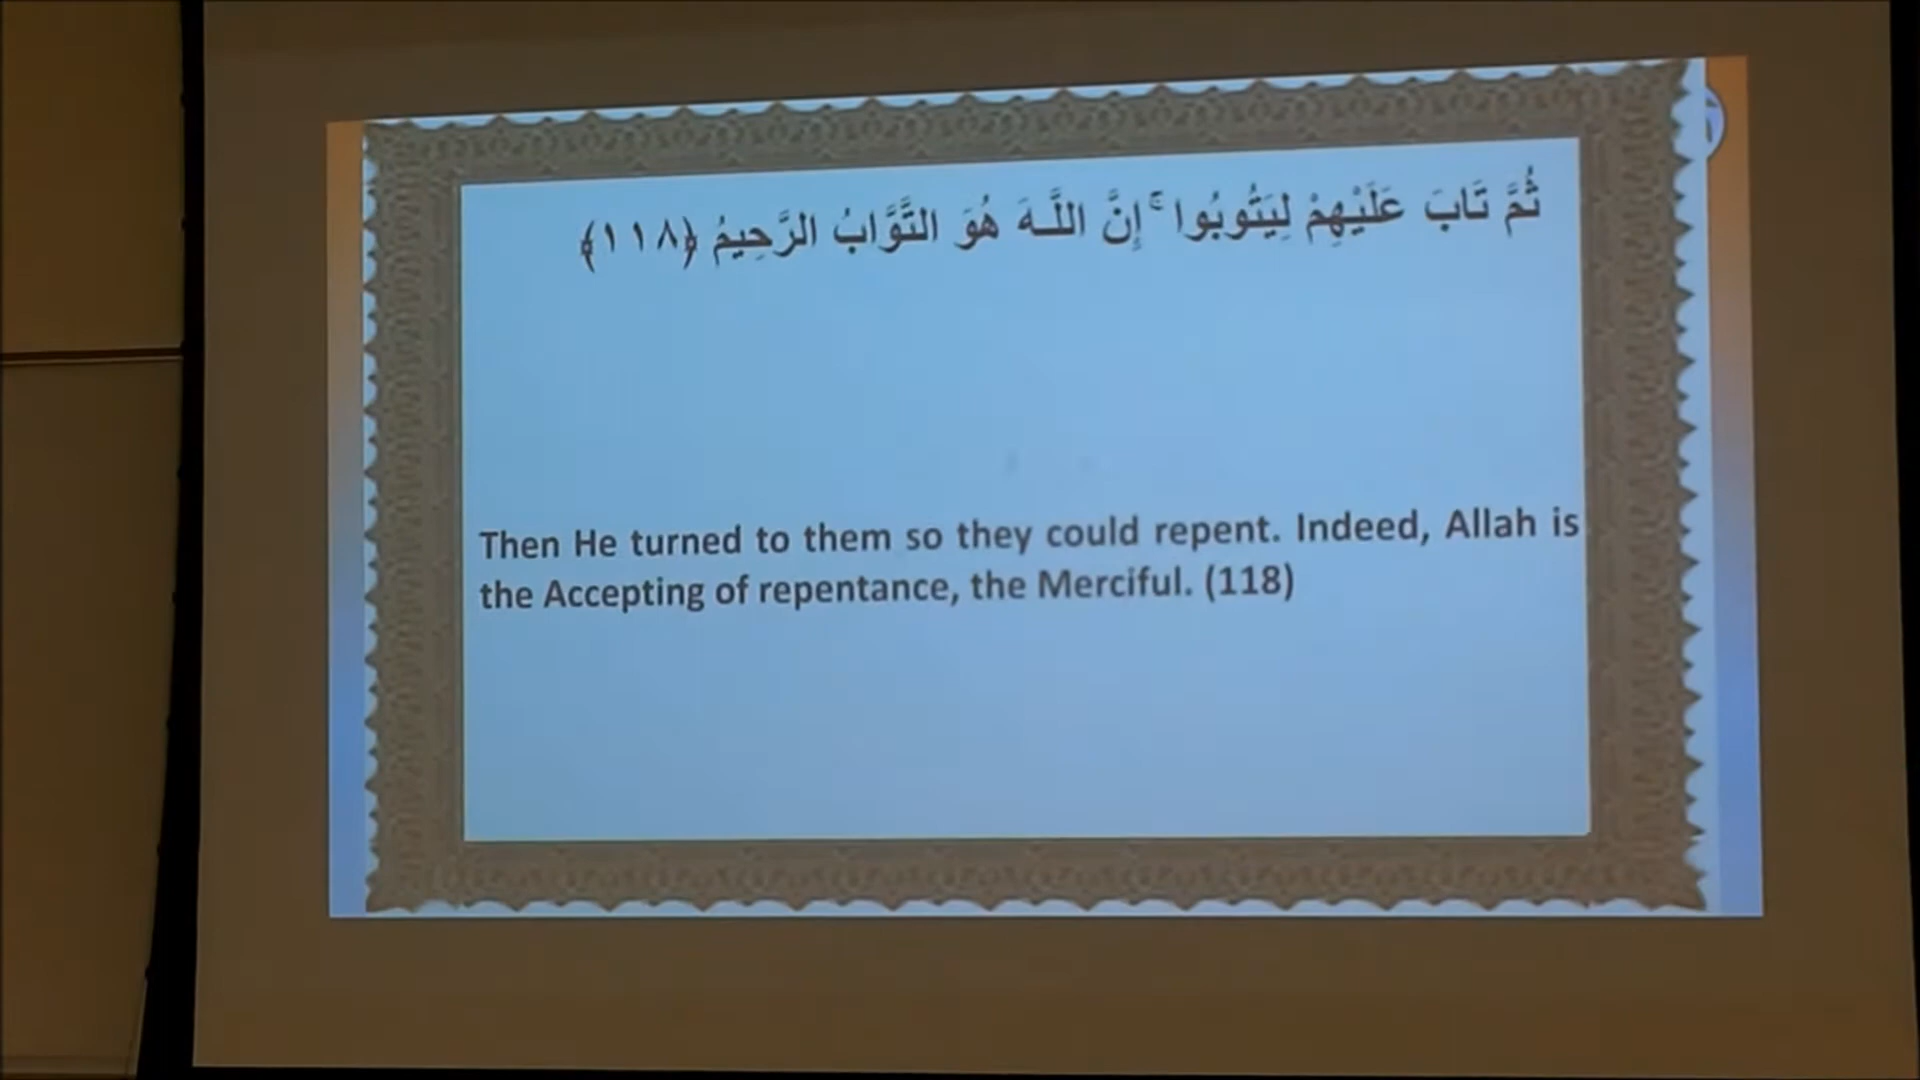 ثُمَّ تَابَ عَلَيْهِمْ لِيَتُوبُوا ۚ إِنَّ اللَّـهَ هُوَ التَّوَّابُ الرَّحِيمُ ﴿١١٨﴾
Then He turned to them so they could repent. Indeed, Allah is
the Accepting of repentance, the Merciful. (118)